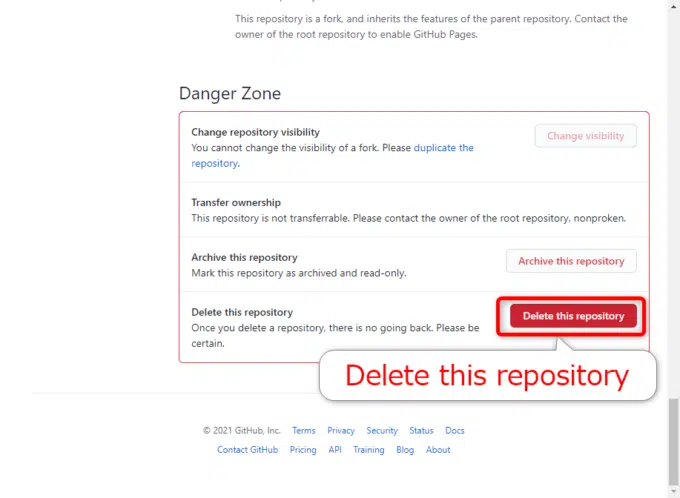 This repository is a fork, and inherits the features of the parent repository. Contact the
owner of the root repository to enable GitHub Pages.
Danger Zone
Change repository visibility
You cannot change the visibility of a fork. Please duplicate the
repository.
Change visibility
Transfer ownership
This repository is not transferrable. Please contact the owner of the root repository, nonproken.
Archive this repository
Mark this repository as archived and read-only.
Archive this repository
Delete this repository
Once you delete a repository, there is no going back. Please be
certain.
Delete this repository
Delete this repository
© 2021 GitHub, Inc. Terms Privacy Security Status Docs
Contact GitHub Pricing API Training Blog About